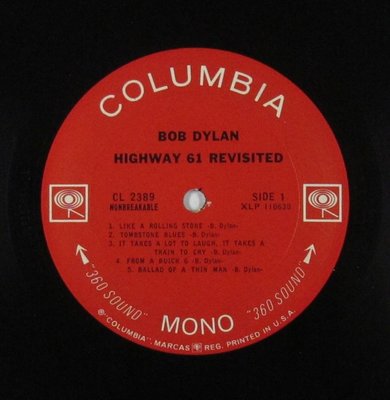 COLUMBIA
BOB DYLAN
HIGHWAY 61 REVISITED
CL 2389
NONBREAKABLE
SIDE 1
XLP 110638
1. LIKE A ROLLING STONE -B. Dylan-
2. TOMBSTONE BLUES -B. Dylan-
3. IT TAKES A LOT TO LAUGH, IT TAKES A
TRAIN TO CRY -B. Dylan-
4. FROM A BUICK 6 -B. Dylan-
5. BALLAD OF A THIN MAN -B. Dylan-
"360 SOUND" MONO "360 SOUND"
® "COLUMBIA", MARCAS REG. PRINTED IN U.S.A.